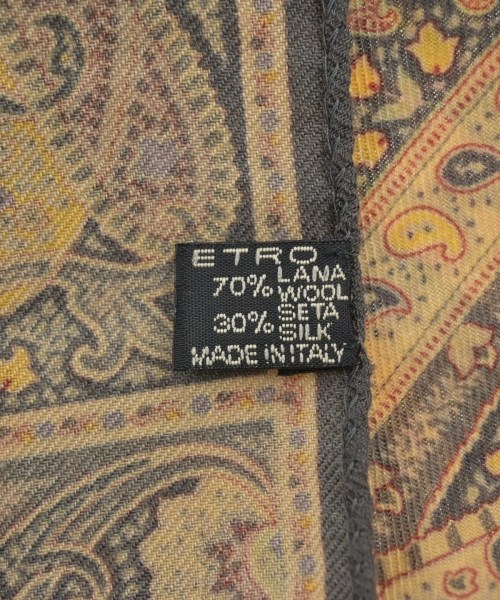 ETRO
70% LANA
WOOL
30% SETA
SILK
MADE IN ITALY